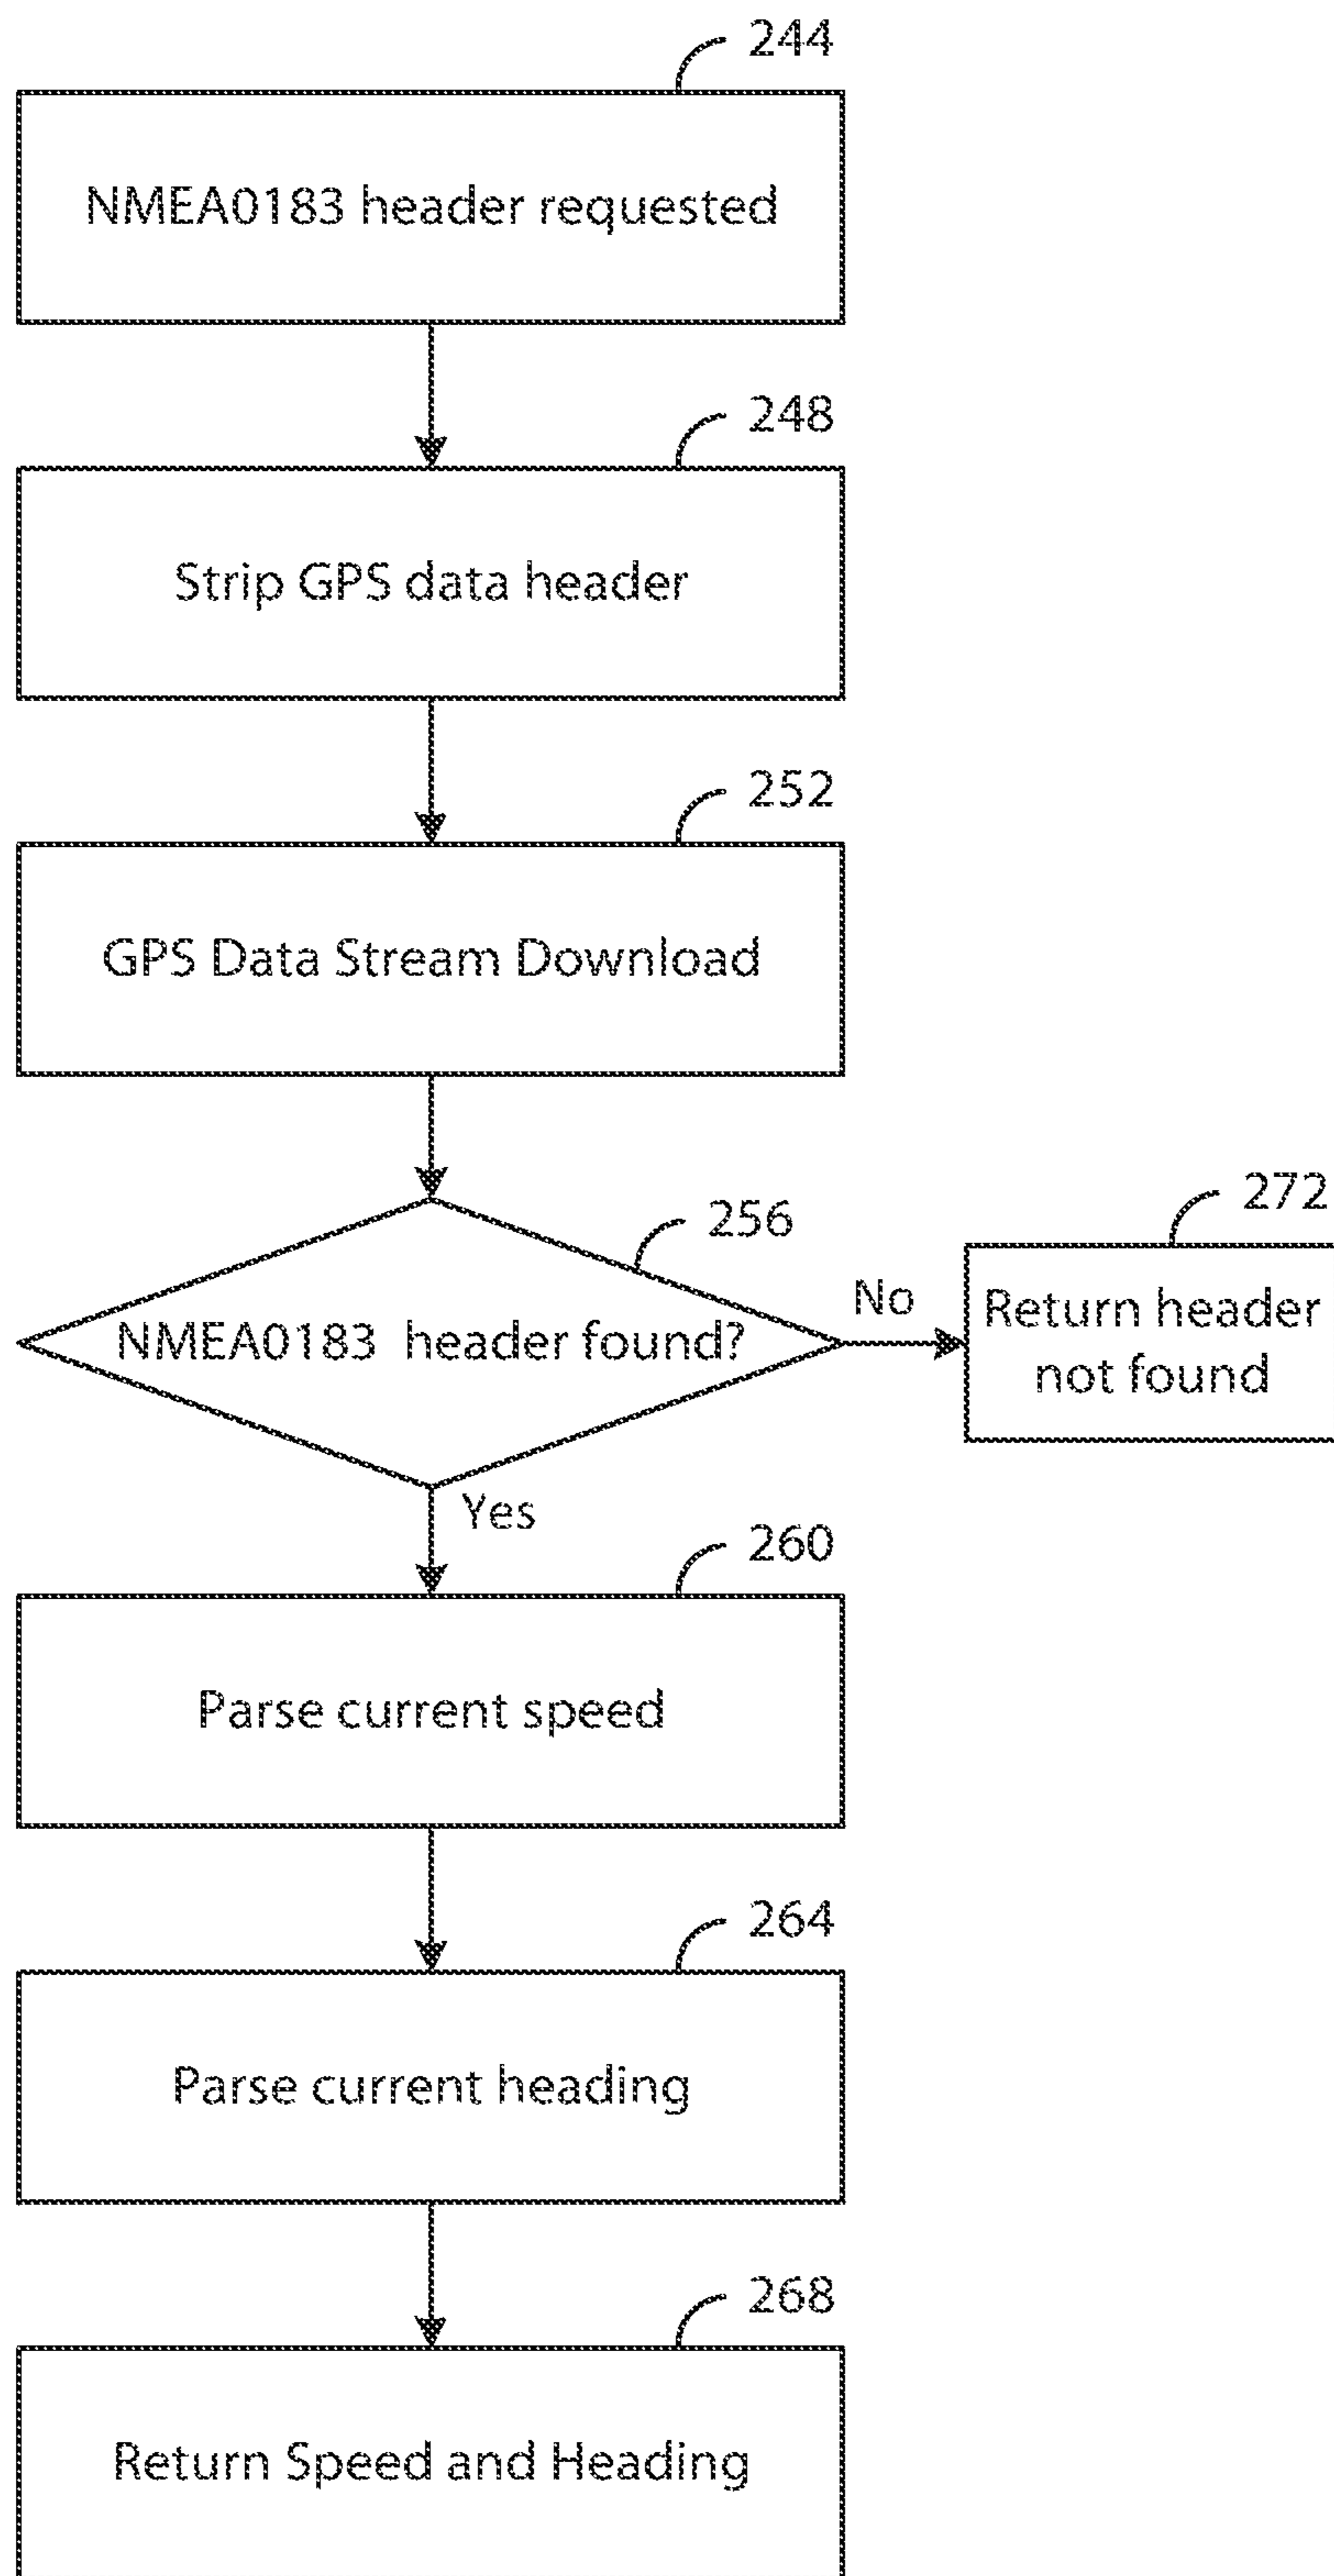 244
NMEA0183 header requested
248
Strip GPS data header
252
GPS Data Stream Download
256
NMEA0183 header found?
No
272
Return header
not found
Yes
260
Parse current speed
264
Parse current heading
268
Return Speed and Heading